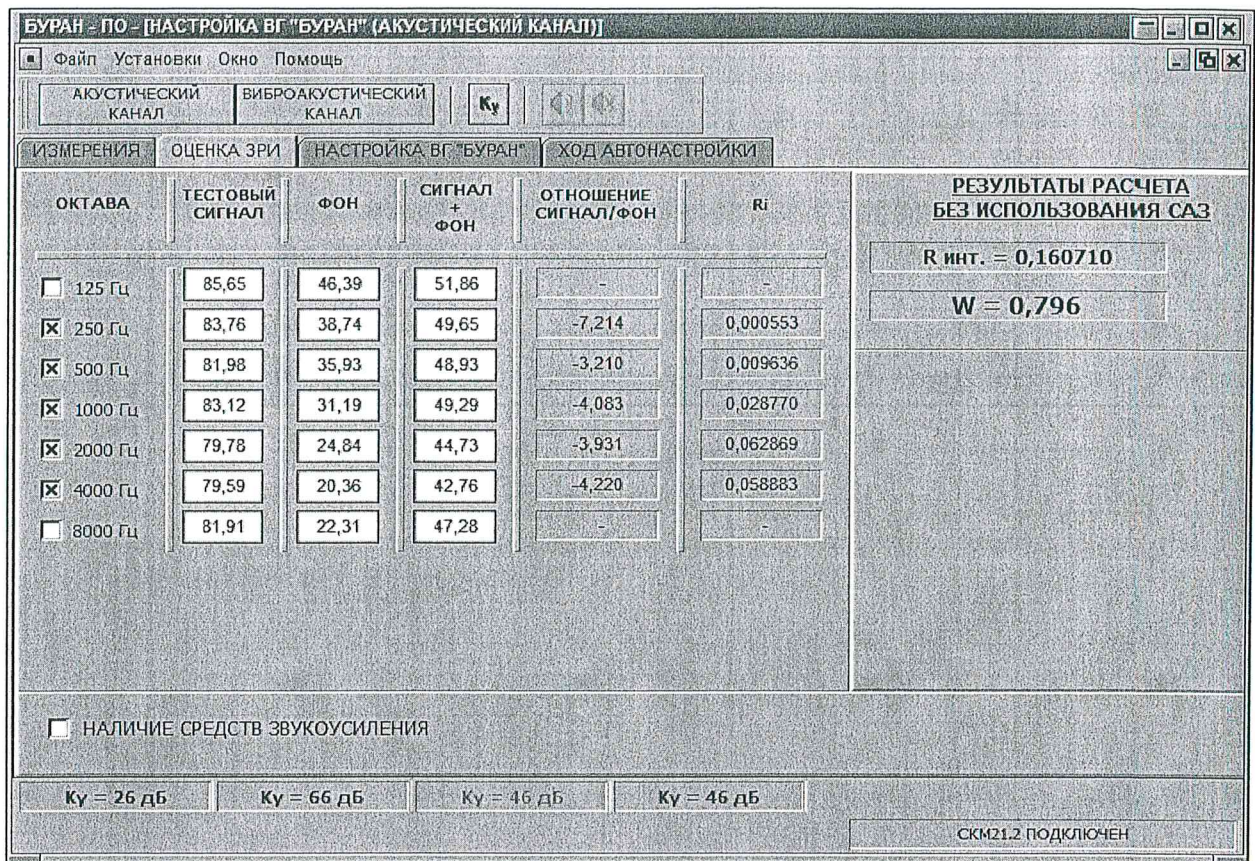 БУРАН - ПО - [НАСТРОЙКА ВГ "БУРАН" (АКУСТИЧЕСКИЙ КАНАЛ)]
Файл Установки Окно Помощь
АКУСТИЧЕСКИЙ КАНАЛ
ВИБРОАКУСТИЧЕСКИЙ КАНАЛ
Ку
ИЗМЕРЕНИЯ ОЦЕНКА ЗРИ НАСТРОЙКА ВГ "БУРАН" ХОД АВТОНАСТРОЙКИ
ОКТАВА ТЕСТОВЫЙ СИГНАЛ ФОН СИГНАЛ + ФОН ОТНОШЕНИЕ СИГНАЛ/ФОН Ri
125 Гц 85,65 46,39 51,86 - -
250 Гц 83,76 38,74 49,65 -7,214 0,000553
500 Гц 81,98 35,93 48,93 -3,210 0,009636
1000 Гц 83,12 31,19 49,29 -4,083 0,028770
2000 Гц 79,78 24,84 44,73 -3,931 0,062869
4000 Гц 79,59 20,36 42,76 -4,220 0,058883
8000 Гц 81,91 22,31 47,28 - -
РЕЗУЛЬТАТЫ РАСЧЕТА
БЕЗ ИСПОЛЬЗОВАНИЯ САЗ
R инт. = 0,160710
W = 0,796
НАЛИЧИЕ СРЕДСТВ ЗВУКОУСИЛЕНИЯ
Ку = 26 дБ Ку = 66 дБ Ку = 46 дБ Ку = 46 дБ
СКМ21.2 ПОДКЛЮЧЕН